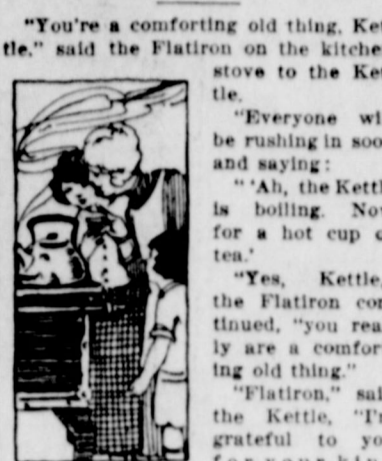 "You're a comforting old thing, Ket
tle," said the Flatiron on the kitche
stove to the Ket
tle.
"Everyone wi
be rushing in soo
and saying:
"'Ah, the Kettl
is boiling. Nov
for a hot cup o
tea.'
"Yes, Kettle,
the Flatiron con
tinued, "you rea
ly are a comfor
ing old thing."
"Flatiron," sai
the Kettle, "I'm
grateful to yo